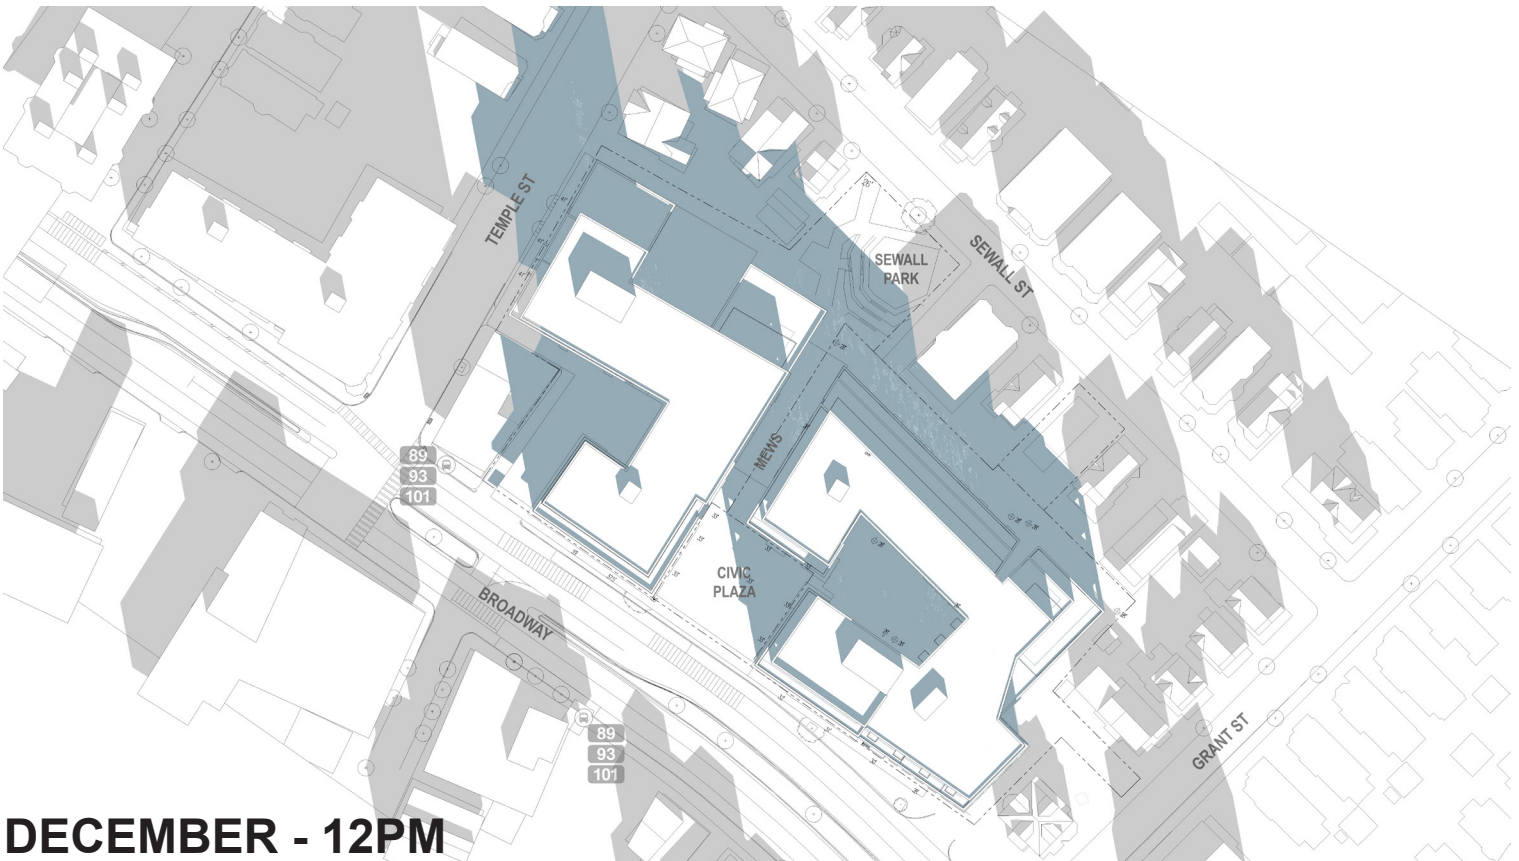 TEMPLE ST
SEWALL
PARK
SEWALL ST
MEWS
89
93
101
CIVIC
PLAZA
BROADWAY
89
93
101
GRANT ST
DECEMBER - 12PM